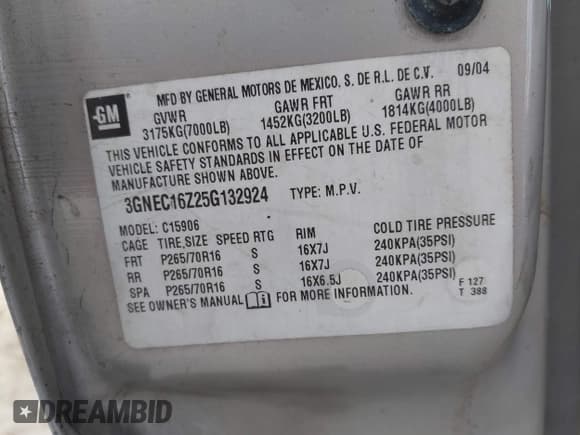 GM
MFD BY GENERAL MOTORS DE MEXICO, S. DE R.L. DE C.V. 09/04
GVWR GAWR FRT GAWR RR
3175KG(7000LB) 1452KG(3200LB) 1814KG(4000LB)
THIS VEHICLE CONFORMS TO ALL APPLICABLE U.S. FEDERAL MOTOR
VEHICLE SAFETY STANDARDS IN EFFECT ON THE DATE OF
MANUFACTURE SHOWN ABOVE.
3GNEC16Z25G132924 TYPE: M.P.V.
MODEL: C15906
CAGE TIRE,SIZE SPEED RTG RIM COLD TIRE PRESSURE
FRT P265/70R16 S 16X7J 240KPA(35PSI)
RR P265/70R16 S 16X7J 240KPA(35PSI)
SPA P265/70R16 S 16X6.5J 240KPA(35PSI)
SEE OWNER'S MANUAL FOR MORE INFORMATION. F 127
T 388
DREAMBID